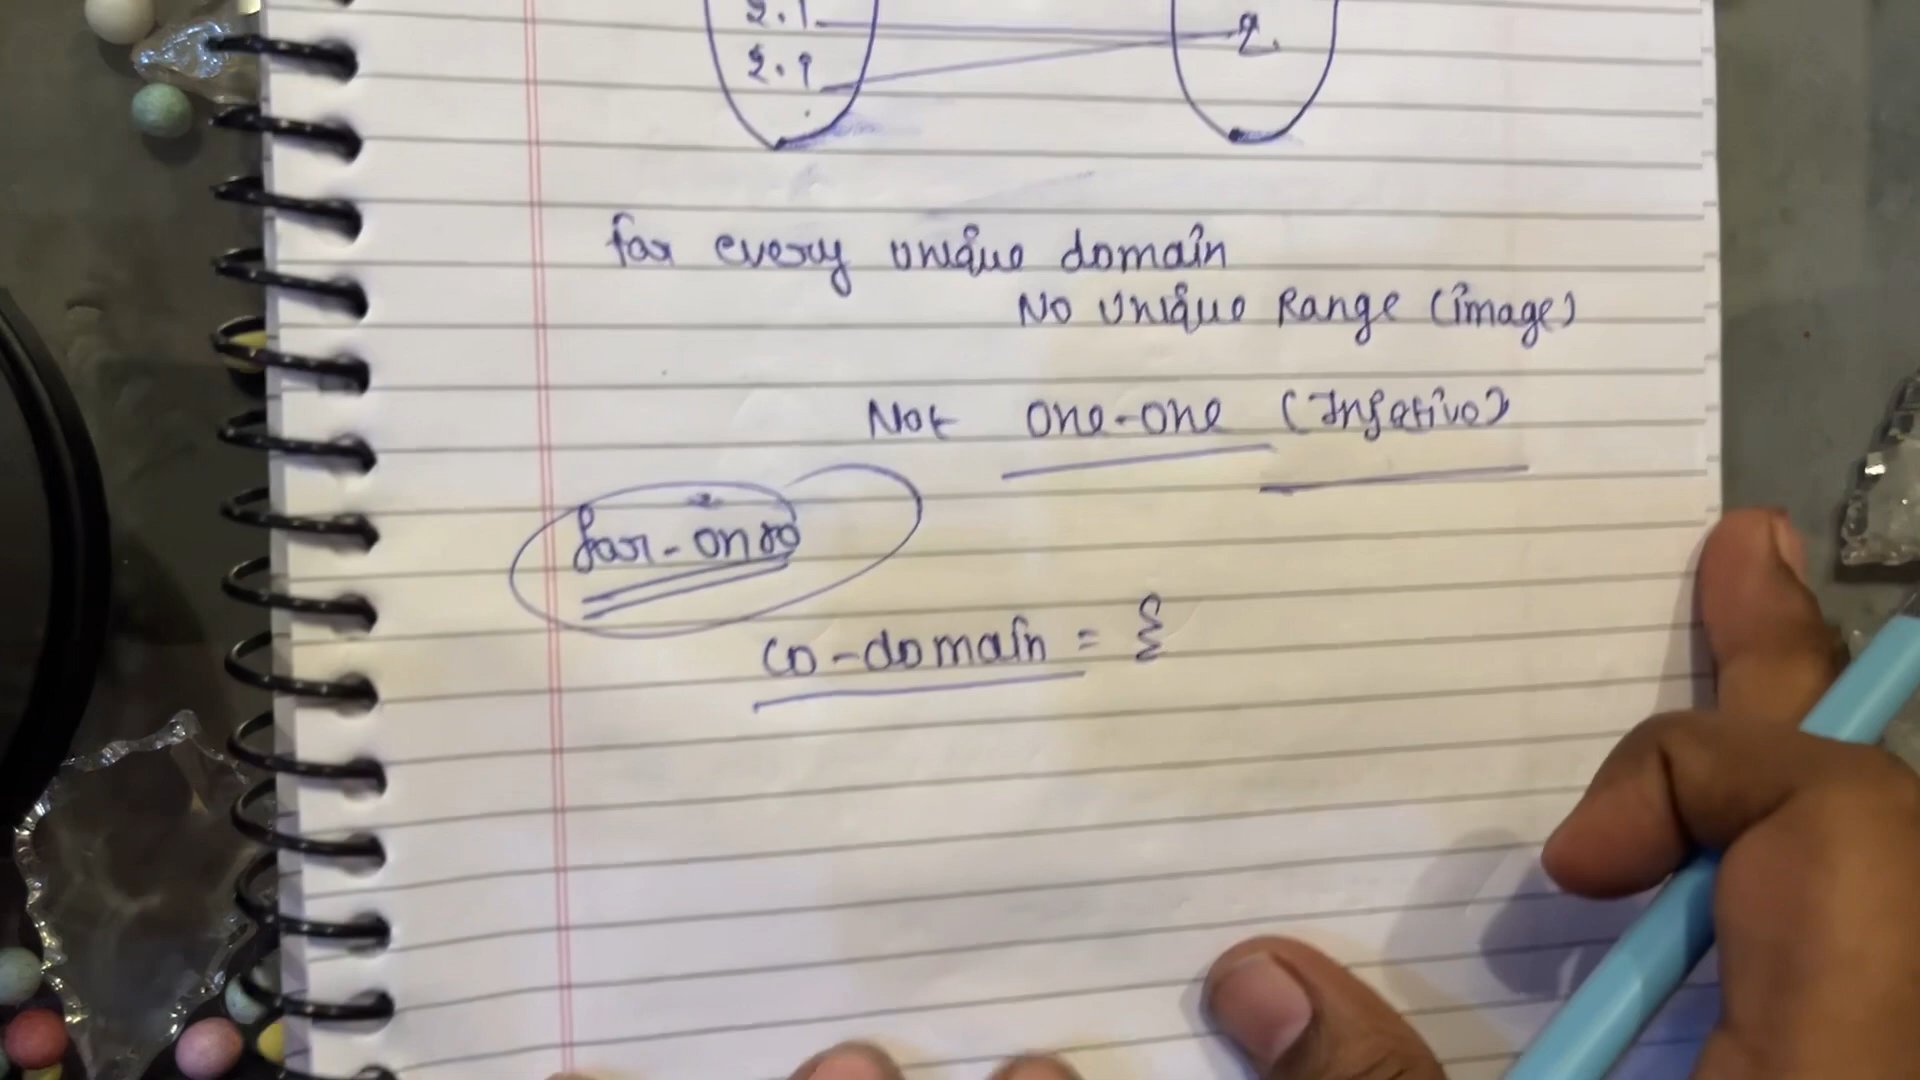 2.1 2.
2.9
for every unique domain
No unique Range (image)
Not one-one (Injective)
for-onto
co-domain = {